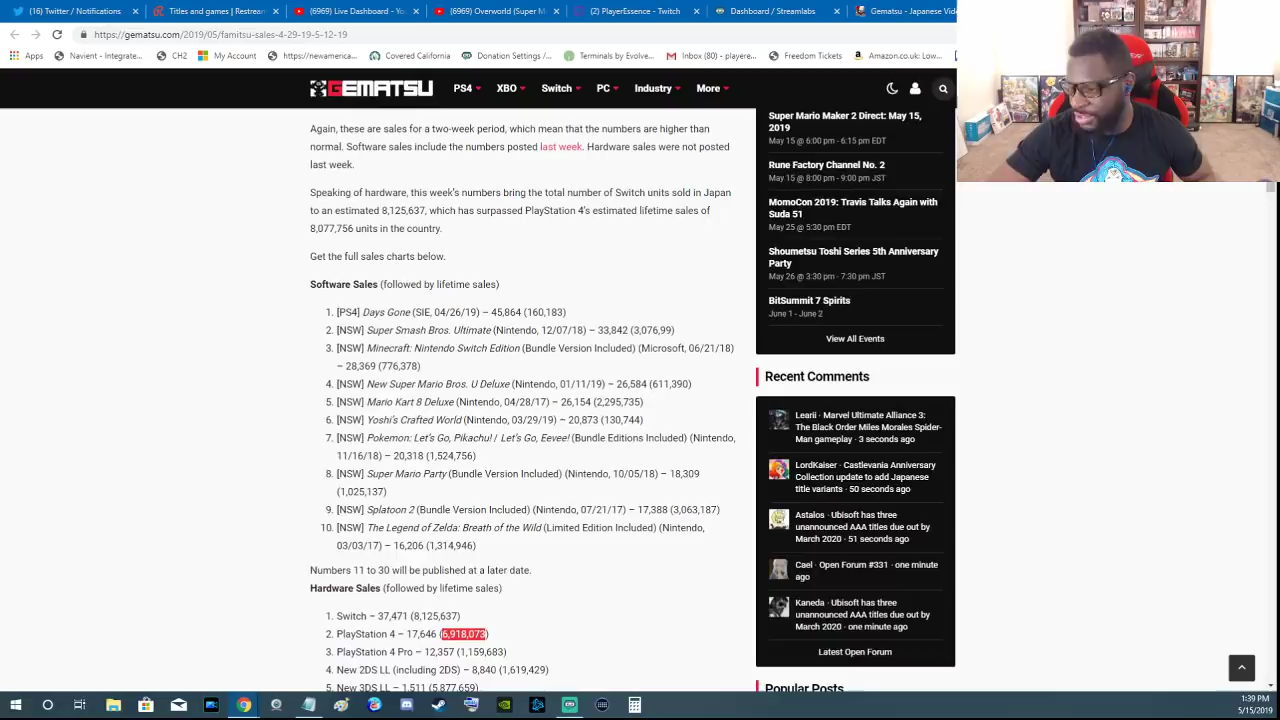 (2) Home / Twitter
Titles and games | Restream
(6969) Live Dashboard - Yo
(6969) Overworld (Super M
(2) PlayerEssence - Twitch
Dashboard / Streamlabs
Gematsu - Japanese Vid
https://gematsu.com/2019/05/famitsu-sales-4-29-19-5-12-19
Apps
Navient - Integrate...
CH2
My Account
https://newamerica...
Covered California
Donation Settings /...
Terminals by Evolve...
Inbox (80) - playere...
Freedom Tickets
Amazon.co.uk: Low...
GEMATSU
PS4
XBO
Switch
PC
Industry
More
Again, these are sales for a two-week period, which mean that the numbers are higher than
normal. Software sales include the numbers posted last week. Hardware sales were not posted
last week.
Speaking of hardware, this week's numbers bring the total number of Switch units sold in Japan
to an estimated 8,125,637, which has surpassed PlayStation 4's estimated lifetime sales of
8,077,756 units in the country.
Get the full sales charts below.
Software Sales (followed by lifetime sales)
1. [PS4] Days Gone (SIE, 04/26/19) – 45,864 (160,183)
2. [NSW] Super Smash Bros. Ultimate (Nintendo, 12/07/18) – 33,842 (3,076,99)
3. [NSW] Minecraft: Nintendo Switch Edition (Bundle Version Included) (Microsoft, 06/21/18)
– 28,369 (776,378)
4. [NSW] New Super Mario Bros. U Deluxe (Nintendo, 01/11/19) – 26,584 (611,390)
5. [NSW] Mario Kart 8 Deluxe (Nintendo, 04/28/17) – 26,154 (2,295,735)
6. [NSW] Yoshi's Crafted World (Nintendo, 03/29/19) – 20,873 (130,744)
7. [NSW] Pokemon: Let's Go, Pikachu! / Let's Go, Eevee! (Bundle Editions Included) (Nintendo,
11/16/18) – 20,318 (1,524,756)
8. [NSW] Super Mario Party (Bundle Version Included) (Nintendo, 10/05/18) – 18,309
(1,025,137)
9. [NSW] Splatoon 2 (Bundle Version Included) (Nintendo, 07/21/17) – 17,388 (3,063,187)
10. [NSW] The Legend of Zelda: Breath of the Wild (Limited Edition Included) (Nintendo,
03/03/17) – 16,206 (1,314,946)
Numbers 11 to 30 will be published at a later date.
Hardware Sales (followed by lifetime sales)
1. Switch – 37,471 (8,125,637)
2. PlayStation 4 – 17,646 (6,918,073)
3. PlayStation 4 Pro – 12,357 (1,159,683)
4. New 2DS LL (including 2DS) – 8,840 (1,619,429)
5. New 3DS LL – 1,511 (5,877,659)
Super Mario Maker 2 Direct: May 15,
2019
May 15 @ 6:00 pm - 6:15 pm EDT
Rune Factory Channel No. 2
May 15 @ 8:00 pm - 9:00 pm JST
MomoCon 2019: Travis Talks Again with
Suda 51
May 25 @ 5:30 pm EDT
Shoumetsu Toshi Series 5th Anniversary
Party
May 26 @ 3:30 pm - 7:30 pm JST
BitSummit 7 Spirits
June 1 - June 2
View All Events
Recent Comments
Learii · Marvel Ultimate Alliance 3:
The Black Order Miles Morales Spider-
Man gameplay · 3 seconds ago
LordKaiser · Castlevania Anniversary
Collection update to add Japanese
title variants · 50 seconds ago
Astalos · Ubisoft has three
unannounced AAA titles due out by
March 2020 · 51 seconds ago
Cael · Open Forum #331 · one minute
ago
Kaneda · Ubisoft has three
unannounced AAA titles due out by
March 2020 · one minute ago
Latest Open Forum
Popular Posts
1:39 PM
5/15/2019